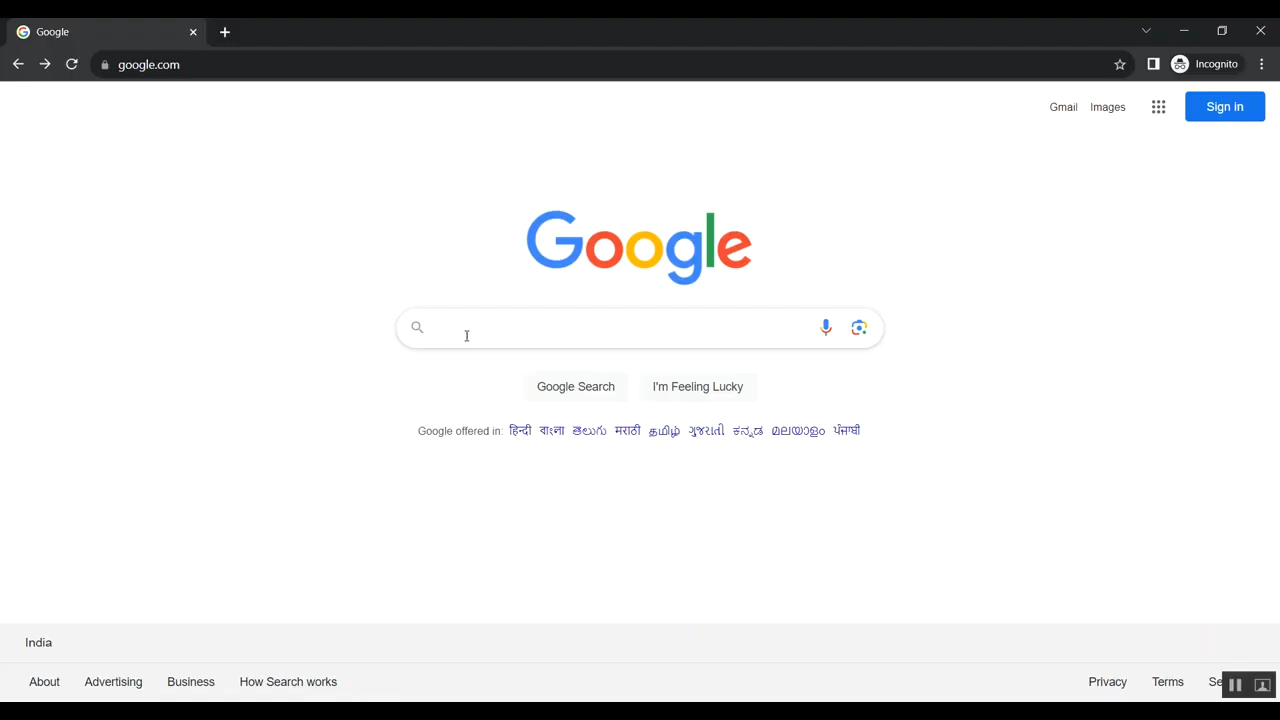 Google
google.com
Incognito
Gmail Images Sign in
Google
Google Search I'm Feeling Lucky
Google offered in: हिन्दी বাংলা తెలుగు मराठी தமிழ் ગુજરાતી ಕನ್ನಡ മലയാളം ਪੰਜਾਬੀ
India
About Advertising Business How Search works Privacy Terms